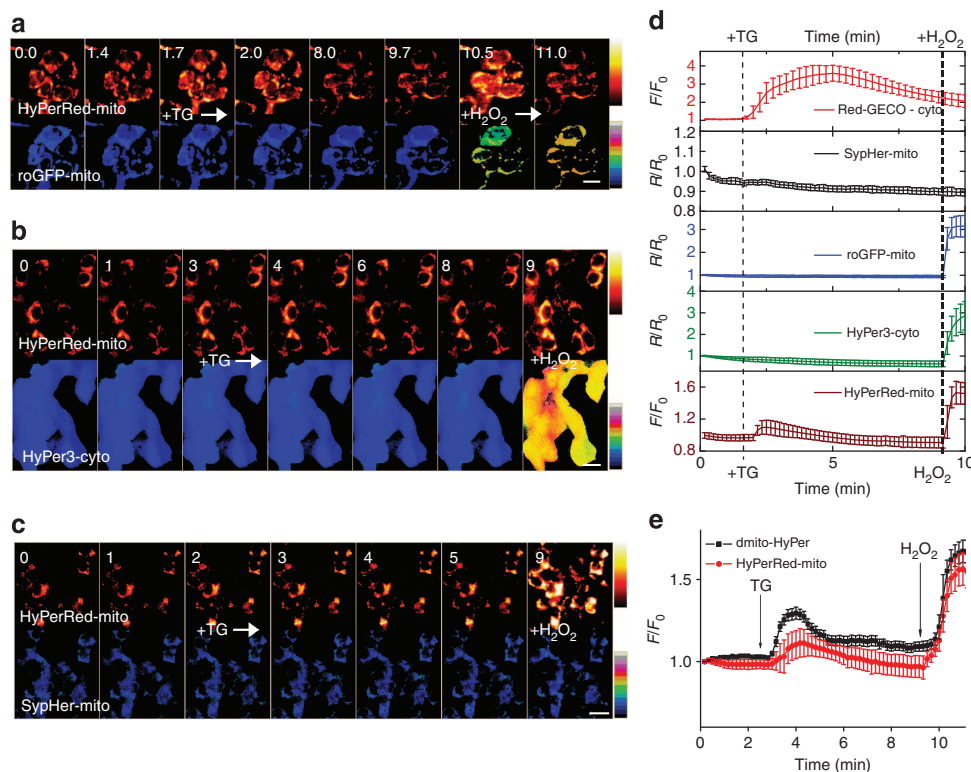 a
0.0 1.4 1.7 2.0 8.0 9.7 10.5 11.0
HyPerRed-mito
+TG
+H2O2
roGFP-mito
b
0 1 3 4 6 8 9
HyPerRed-mito
+TG
+H2O2
HyPer3-cyto
c
0 1 2 3 4 5 9
HyPerRed-mito
+TG
+H2O2
SypHer-mito
d
+TG Time (min) +H2O2
F/F0
4
3
2
1
Red-GECO - cyto
R/R0
1.2
1.1
1.0
0.9
0.8
SypHer-mito
R/R0
3
2
1
roGFP-mito
R/R0
4
3
2
1
HyPer3-cyto
F/F0
1.6
1.2
0.8
HyPerRed-mito
0 5 10
+TG H2O2
Time (min)
e
dmito-HyPer
HyPerRed-mito
TG
H2O2
F/F0
1.5
1.0
0 2 4 6 8 10
Time (min)